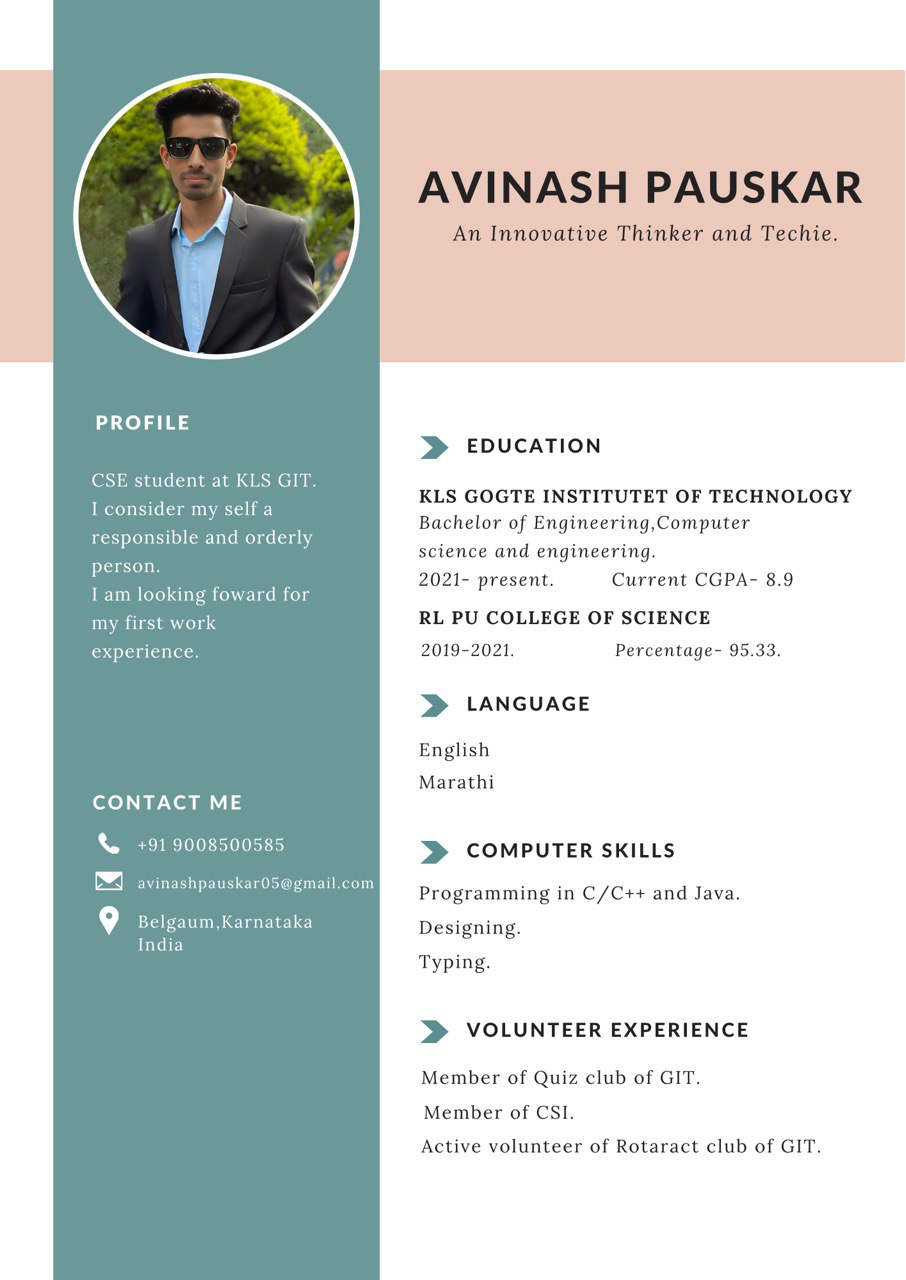 AVINASH PAUSKAR
An Innovative Thinker and Techie.
PROFILE
CSE student at KLS GIT.
I consider my self a
responsible and orderly
person.
I am looking foward for
my first work
experience.
CONTACT ME
+91 9008500585
avinashpauskar05@gmail.com
Belgaum,Karnataka
India
EDUCATION
KLS GOGTE INSTITUTET OF TECHNOLOGY
Bachelor of Engineering,Computer
science and engineering.
2021- present. Current CGPA- 8.9
RL PU COLLEGE OF SCIENCE
2019-2021. Percentage- 95.33.
LANGUAGE
English
Marathi
COMPUTER SKILLS
Programming in C/C++ and Java.
Designing.
Typing.
VOLUNTEER EXPERIENCE
Member of Quiz club of GIT.
Member of CSI.
Active volunteer of Rotaract club of GIT.